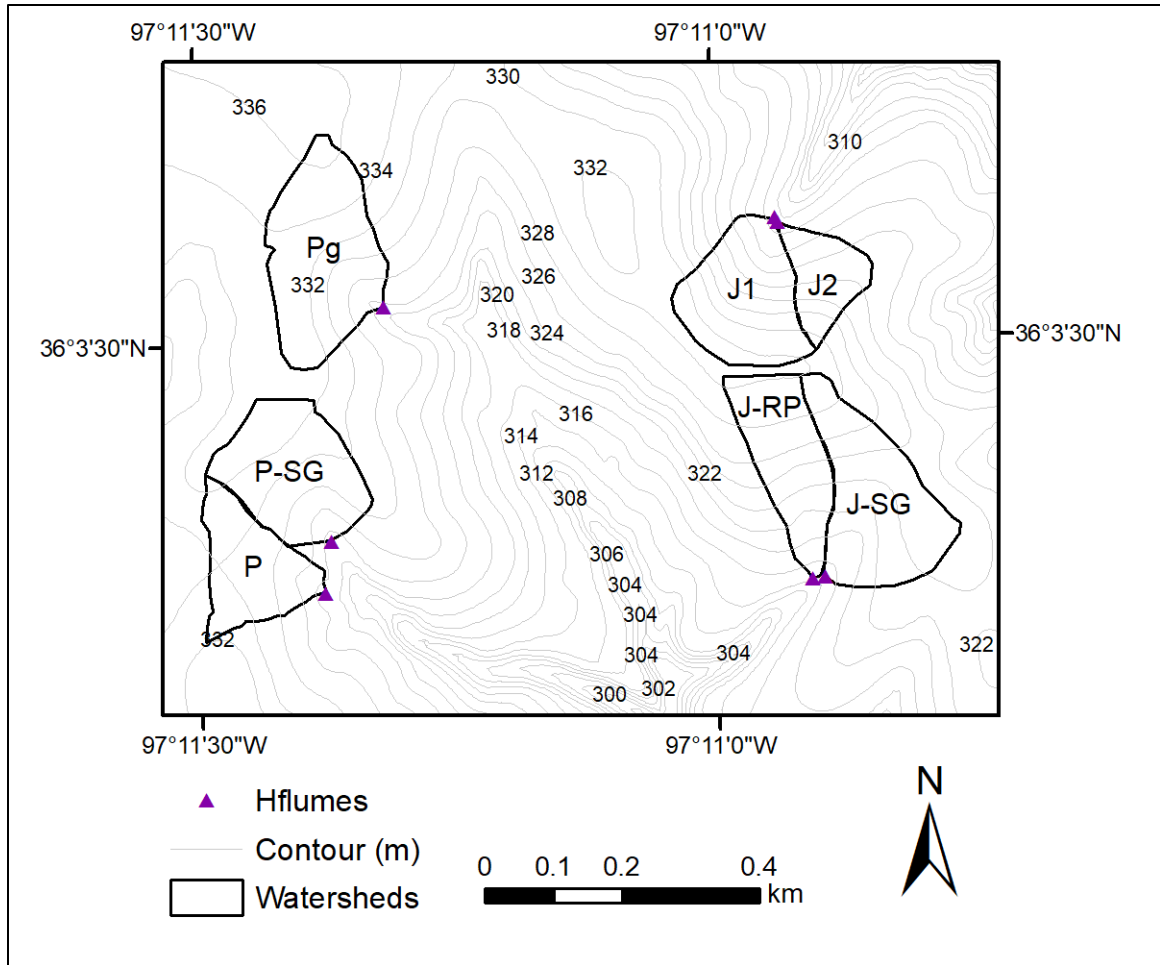 97°11'30"W
97°11'0"W
330
336
310
334
332
328
Pg
326
332
J1
J2
320
318
324
36°3'30"N
36°3'30"N
J-RP
316
314
P-SG
312
322
308
J-SG
306
P
304
304
332
304
304
322
300
302
97°11'30"W
97°11'0"W
N
Hflumes
Contour (m)
0 0.1 0.2 0.4
km
Watersheds